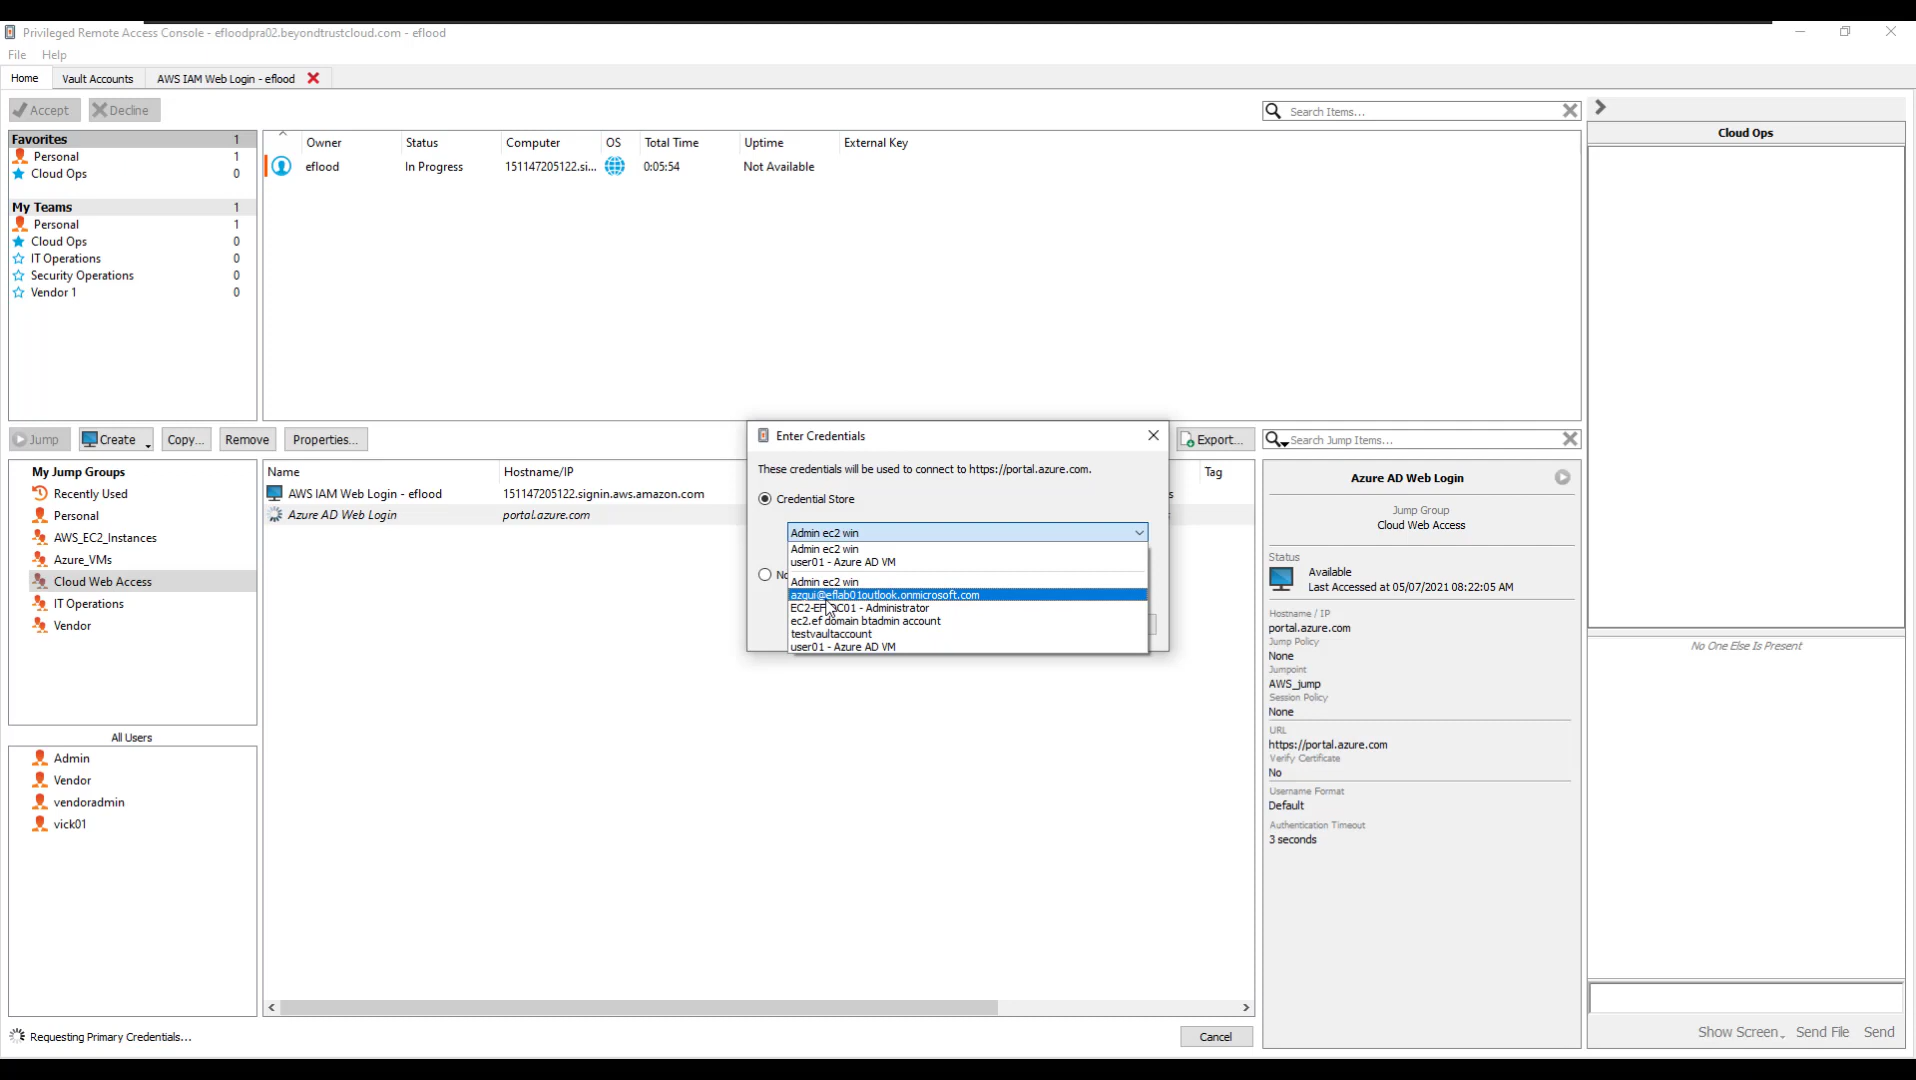 Privileged Remote Access Console - efloodpra02.beyondtrustcloud.com - eflood
File Help
Home Vault Accounts AWS IAM Web Login - eflood
Accept Decline Search Items...
Favorites 1
Personal 1
Cloud Ops 0
My Teams 1
Personal 1
Cloud Ops 0
IT Operations 0
Security Operations 0
Vendor 1 0
Owner Status Computer OS Total Time Uptime External Key
eflood In Progress 151147205122.si... 0:05:54 Not Available
Cloud Ops
Jump Create Copy... Remove Properties... Export... Search Jump Items...
My Jump Groups
Recently Used
Personal
AWS_EC2_Instances
Azure_VMs
Cloud Web Access
IT Operations
Vendor
Name Hostname/IP Tag
AWS IAM Web Login - eflood 151147205122.signin.aws.amazon.com
Azure AD Web Login portal.azure.com
Enter Credentials
These credentials will be used to connect to https://portal.azure.com.
Credential Store
Admin ec2 win
Admin ec2 win
user01 - Azure AD VM
Admin ec2 win
azgui@eflab01outlook.onmicrosoft.com
- Administrator
ec2.ef domain btadmin account
testvaultaccount
user01 - Azure AD VM
Azure AD Web Login
Jump Group
Cloud Web Access
Status
Available
Last Accessed at 05/07/2021 08:22:05 AM
Hostname / IP
portal.azure.com
Jump Policy
None
Jumpoint
AWS_jump
Session Policy
None
URL
https://portal.azure.com
Verify Certificate
No
Username Format
Default
Authentication Timeout
3 seconds
No One Else Is Present
All Users
Admin
Vendor
vendoradmin
vick01
Requesting Primary Credentials... Cancel
Show Screen Send File Send